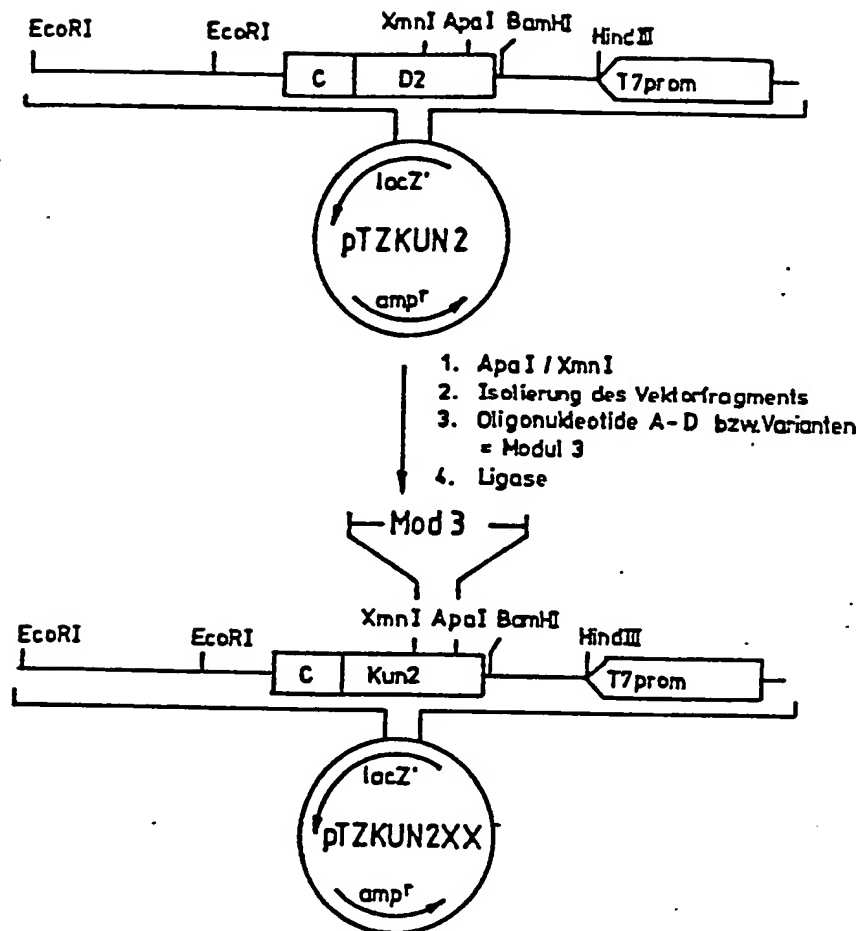 EcoRI EcoRI XmnI ApaI BamHI HindIII
C D2 T7prom
lacZ'
pTZKUN2
ampr
1. ApaI / XmnI
2. Isolierung des Vektorfragments
3. Oligonukleotide A-D bzw. Varianten
= Modul 3
4. Ligase
Mod 3
EcoRI EcoRI XmnI ApaI BamHI HindIII
C Kun2 T7prom
lacZ'
pTZKUN2XX
ampr